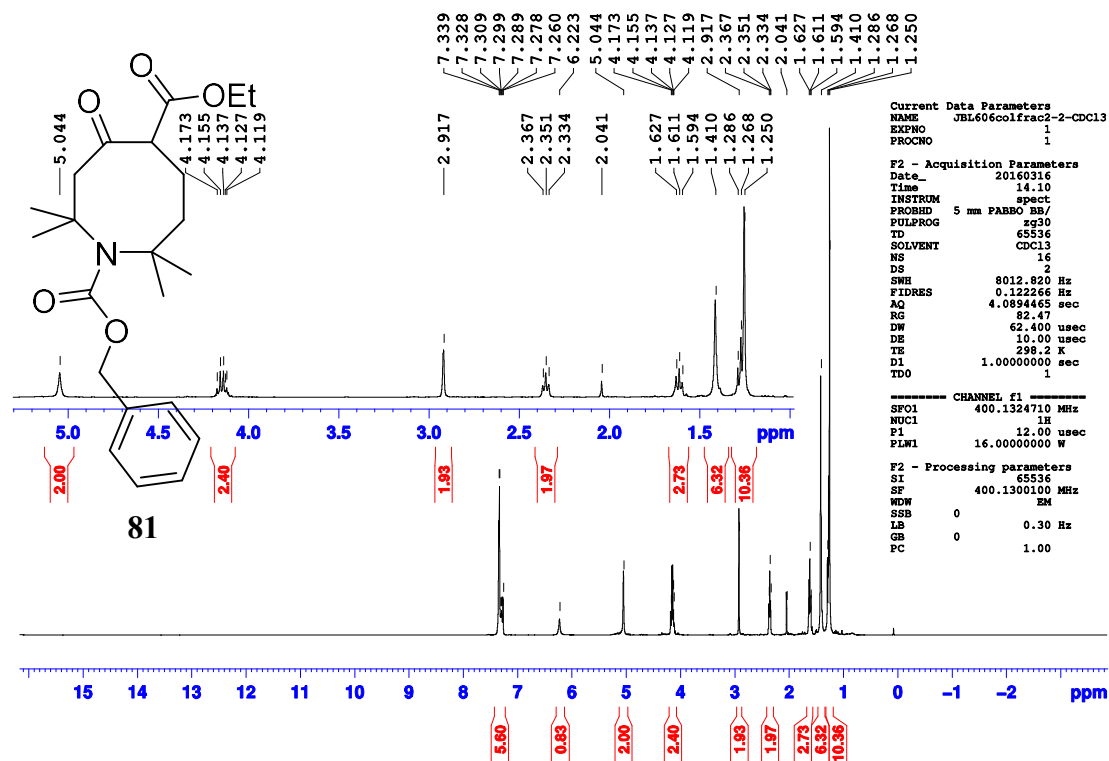 7.339
7.328
7.309
7.299
7.289
7.278
7.260
6.223
5.044
4.173
4.155
4.137
4.127
4.119
2.917
2.367
2.351
2.334
2.041
1.627
1.611
1.594
1.410
1.286
1.268
1.250
O
O
OEt
N
O
O
81
5.044
4.173
4.155
4.137
4.127
4.119
2.917
2.367
2.351
2.334
2.041
1.627
1.611
1.594
1.410
1.286
1.268
1.250
5.0 4.5 4.0 3.0 2.5 2.0 1.5 ppm
2.00 2.40 1.93 1.97 2.73 6.32 10.36
Current Data Parameters
NAME JBL606colfrac2-2-CDCl3
EXPNO 1
PROCNO 1
F2 - Acquisition Parameters
Date_ 20160316
Time 14.10
INSTRUM spect
PROBHD 5 mm PABBO BB/
PULPROG zg30
TD 65536
SOLVENT CDCl3
NS 16
DS 2
SWH 8012.820 Hz
FIDRES 0.122266 Hz
AQ 4.0894465 sec
RG 82.47
DW 62.400 usec
DE 10.00 usec
TE 298.2 K
D1 1.00000000 sec
TD0 1
======== CHANNEL f1 ========
SFO1 400.1324710 MHz
NUC1 1H
P1 12.00 usec
PLW1 16.00000000 W
F2 - Processing parameters
SI 65536
SF 400.1300100 MHz
WDW EM
SSB 0
LB 0.30 Hz
GB 0
PC 1.00
15 14 13 12 11 10 9 8 7 6 5 4 3 2 1 0 -1 -2 ppm
5.60 0.83 2.00 2.40 1.93 1.97 2.73 6.32 10.36